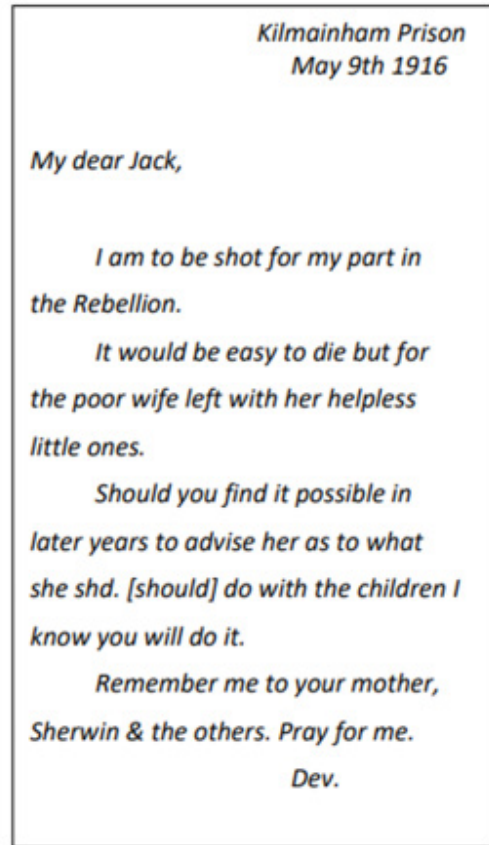 Kilmainham Prison
May 9th 1916
My dear Jack,
I am to be shot for my part in
the Rebellion.
It would be easy to die but for
the poor wife left with her helpless
little ones.
Should you find it possible in
later years to advise her as to what
she shd. [should] do with the children I
know you will do it.
Remember me to your mother,
Sherwin & the others. Pray for me.
Dev.